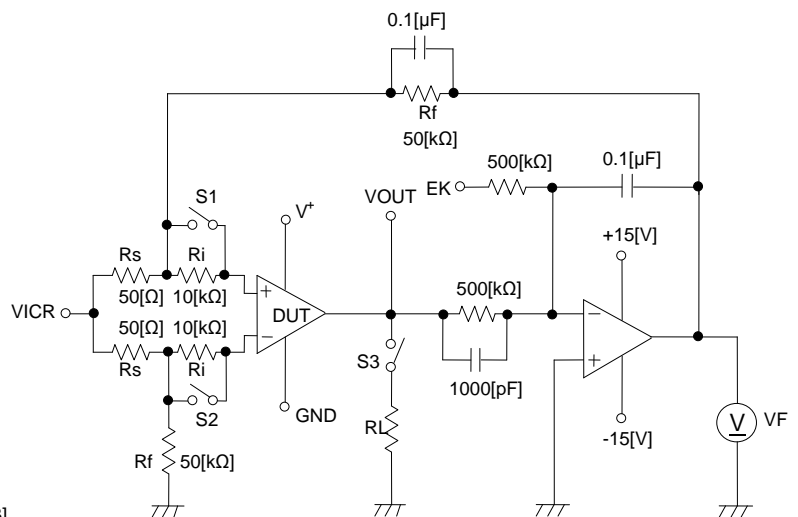 0.1[µF]
Rf
50[kΩ]
500[kΩ]
0.1[µF]
EK
VOUT
S1
V+
+15[V]
Rs
Ri
50[Ω]
10[kΩ]
VICR
DUT
+
−
500[kΩ]
−
+
50[Ω]
10[kΩ]
Rs
Ri
S3
1000[pF]
S2
GND
RL
-15[V]
V
VF
Rf
50[kΩ]